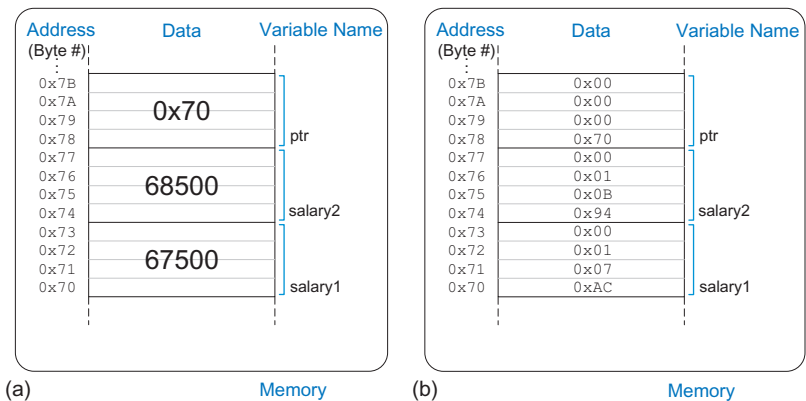 Address Data Variable Name
(Byte #)
⋮
0x7B
0x7A
0x79
0x78
0x70
ptr
0x77
0x76
0x75
0x74
68500
salary2
0x73
0x72
0x71
0x70
67500
salary1
(a) Memory
Address Data Variable Name
(Byte #)
⋮
0x7B 0x00
0x7A 0x00
0x79 0x00
0x78 0x70 ptr
0x77 0x00
0x76 0x01
0x75 0x0B
0x74 0x94 salary2
0x73 0x00
0x72 0x01
0x71 0x07
0x70 0xAC salary1
(b) Memory